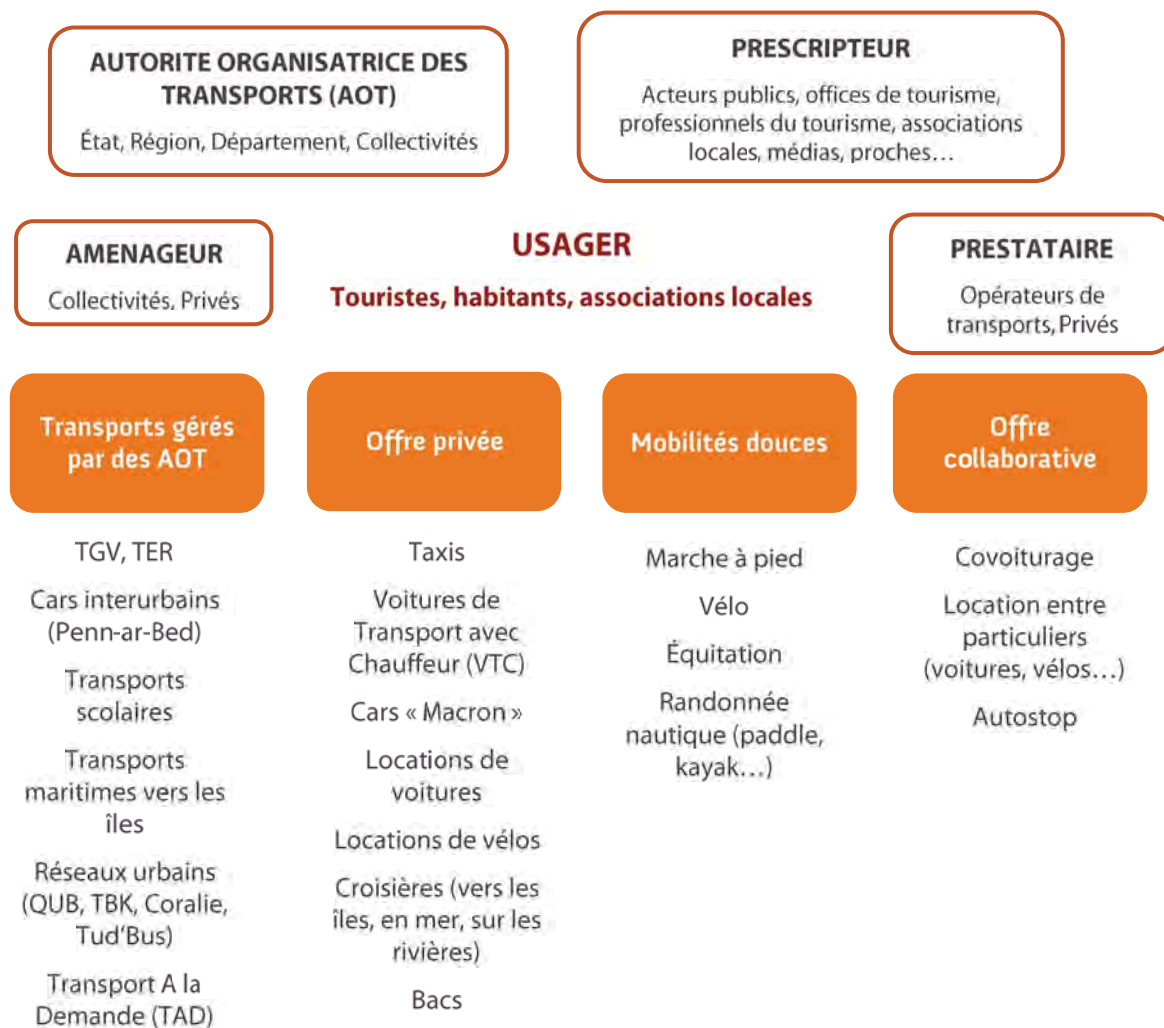 AUTORITE ORGANISATRICE DES
TRANSPORTS (AOT)
État, Région, Département, Collectivités
PRESCRIPTEUR
Acteurs publics, offices de tourisme,
professionnels du tourisme, associations
locales, médias, proches…
AMENAGEUR
Collectivités, Privés
USAGER
Touristes, habitants, associations locales
PRESTATAIRE
Opérateurs de
transports, Privés
Transports gérés
par des AOT
TGV, TER
Cars interurbains
(Penn-ar-Bed)
Transports
scolaires
Transports
maritimes vers les
îles
Réseaux urbains
(QUB, TBK, Coralie,
Tud'Bus)
Transport A la
Demande (TAD)
Offre privée
Taxis
Voitures de
Transport avec
Chauffeur (VTC)
Cars « Macron »
Locations de
voitures
Locations de vélos
Croisières (vers les
îles, en mer, sur les
rivières)
Bacs
Mobilités douces
Marche à pied
Vélo
Équitation
Randonnée
nautique (paddle,
kayak…)
Offre
collaborative
Covoiturage
Location entre
particuliers
(voitures, vélos…)
Autostop